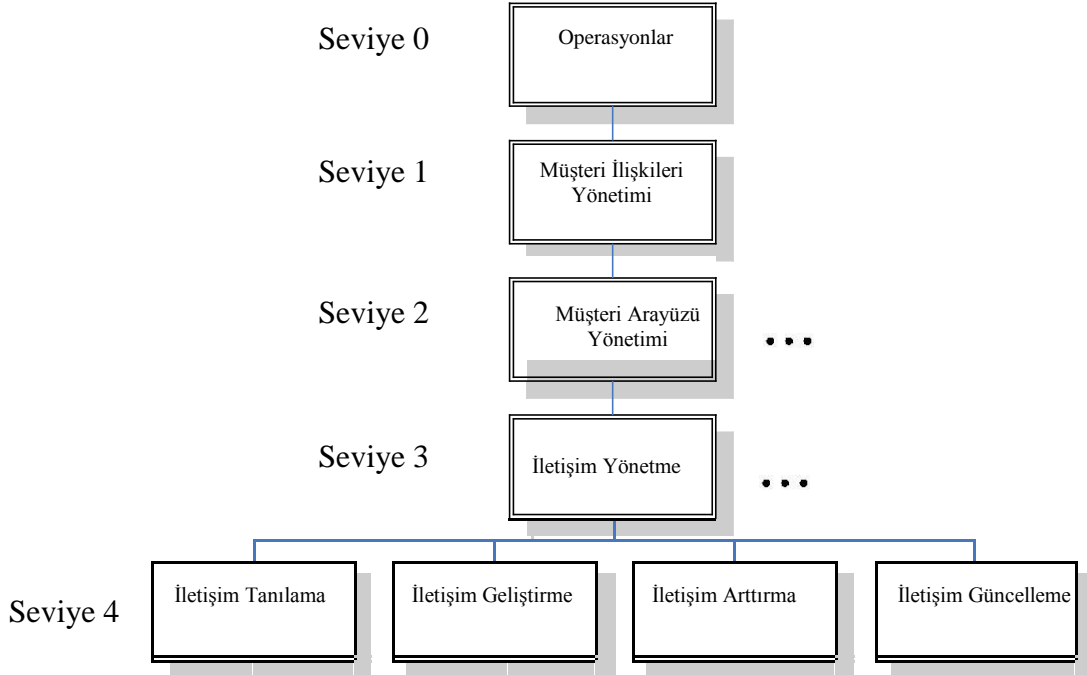 Seviye 0
Operasyonlar
Seviye 1
Müşteri İlişkileri
Yönetimi
Seviye 2
Müşteri Arayüzü
Yönetimi
Seviye 3
İletişim Yönetme
Seviye 4
İletişim Tanılama
İletişim Geliştirme
İletişim Arttırma
İletişim Güncelleme